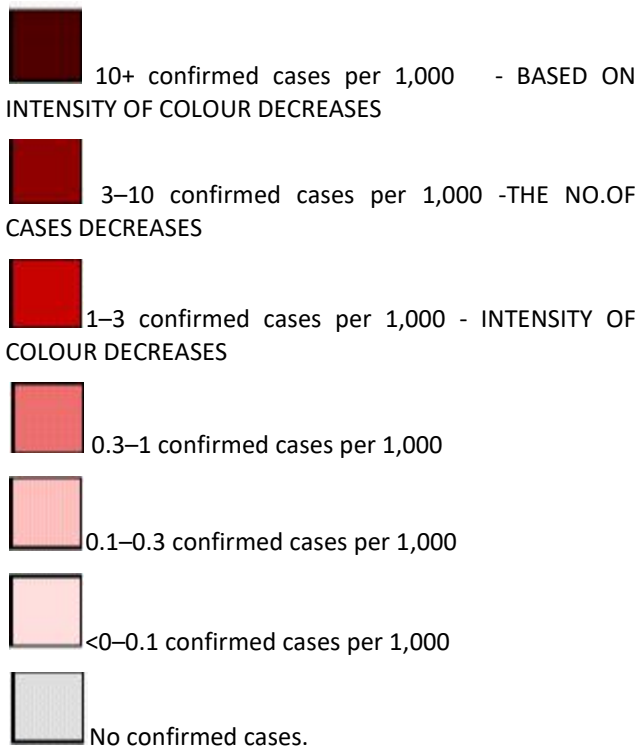 10+ confirmed cases per 1,000 - BASED ON
INTENSITY OF COLOUR DECREASES
3–10 confirmed cases per 1,000 -THE NO.OF
CASES DECREASES
1–3 confirmed cases per 1,000 - INTENSITY OF
COLOUR DECREASES
0.3–1 confirmed cases per 1,000
0.1–0.3 confirmed cases per 1,000
<0–0.1 confirmed cases per 1,000
No confirmed cases.